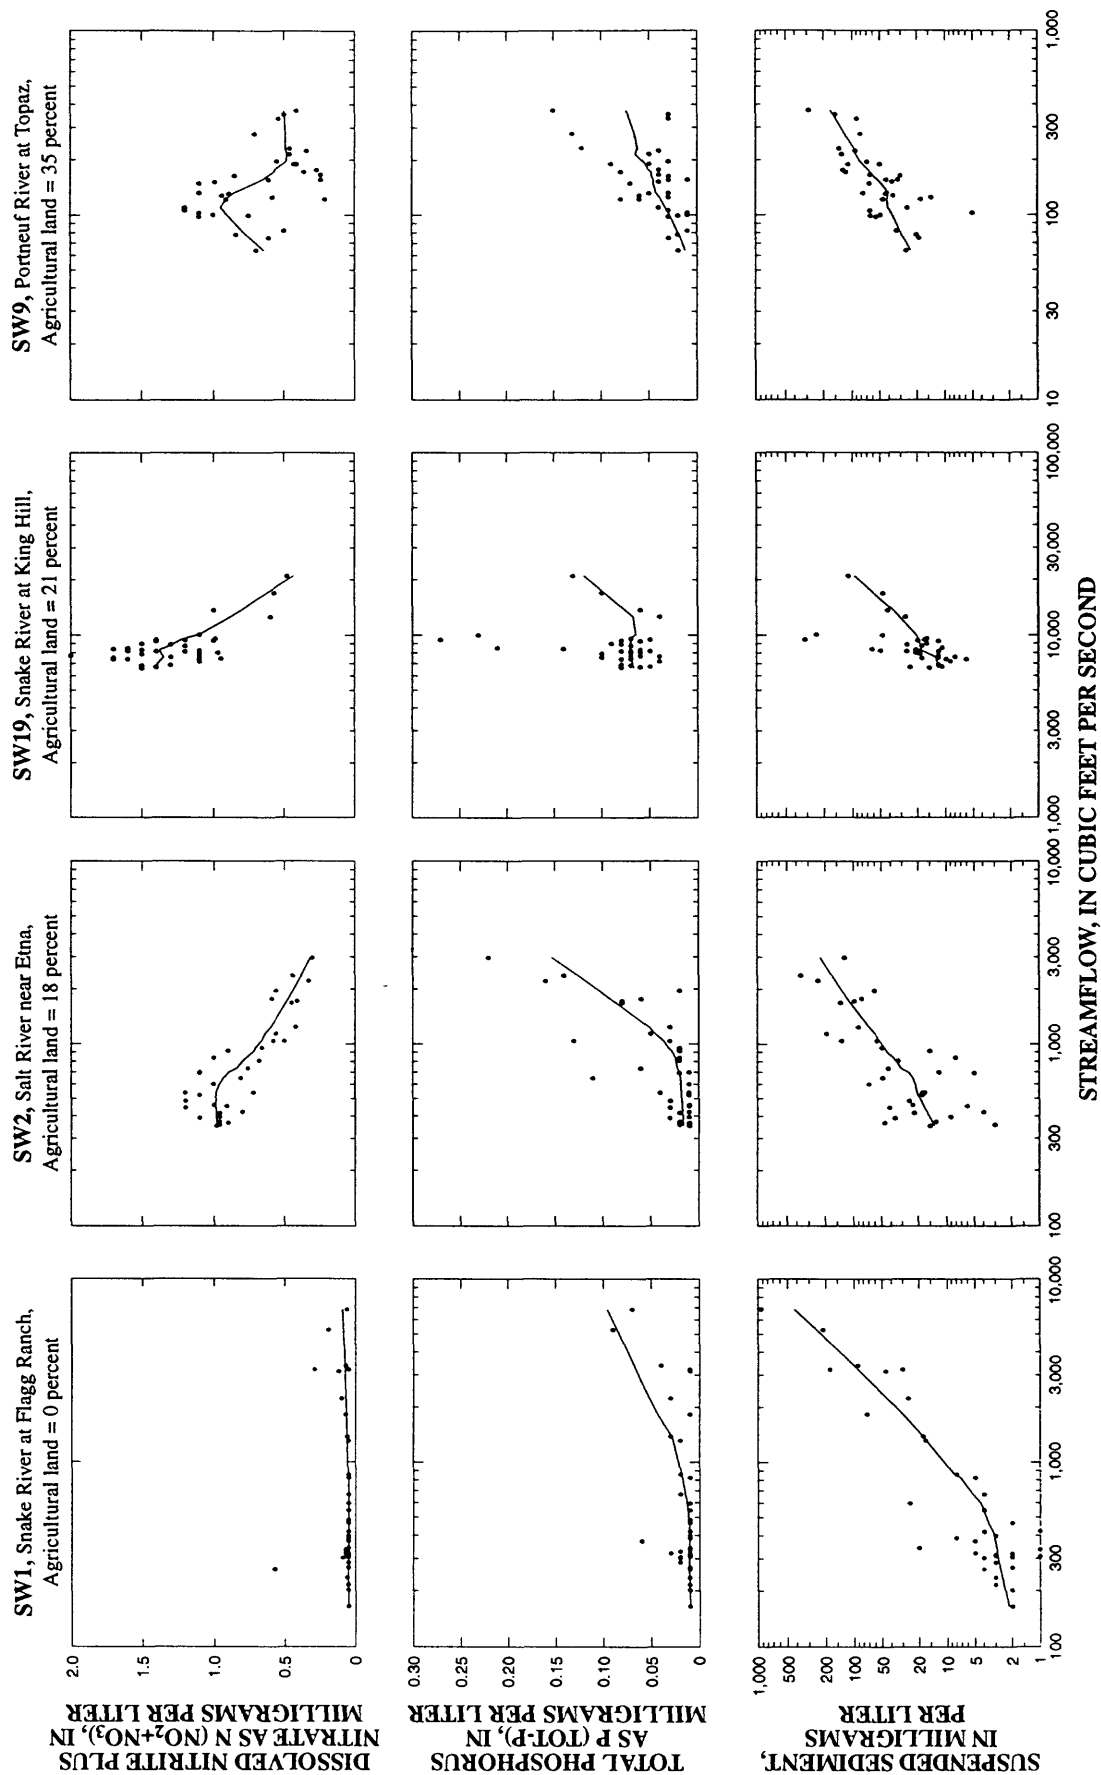 SW1, Snake River at Flagg Ranch,
Agricultural land = 0 percent
SW2, Salt River near Etna,
Agricultural land = 18 percent
SW19, Snake River at King Hill,
Agricultural land = 21 percent
SW9, Portneuf River at Topaz,
Agricultural land = 35 percent
DISSOLVED NITRITE PLUS
NITRATE AS N (NO2+NO3), IN
MILLIGRAMS PER LITER
2.0
1.5
1.0
0.5
0
TOTAL PHOSPHORUS
AS P (TOT-P), IN
MILLIGRAMS PER LITER
0.30
0.25
0.20
0.15
0.10
0.05
0
SUSPENDED SEDIMENT,
IN MILLIGRAMS
PER LITER
1,000
500
200
100
50
20
10
5
2
1
100 300 1,000 3,000 10,000
100 300 1,000 3,000 10,000
1,000 3,000 10,000 30,000 100,000
10 30 100 300 1,000
STREAMFLOW, IN CUBIC FEET PER SECOND